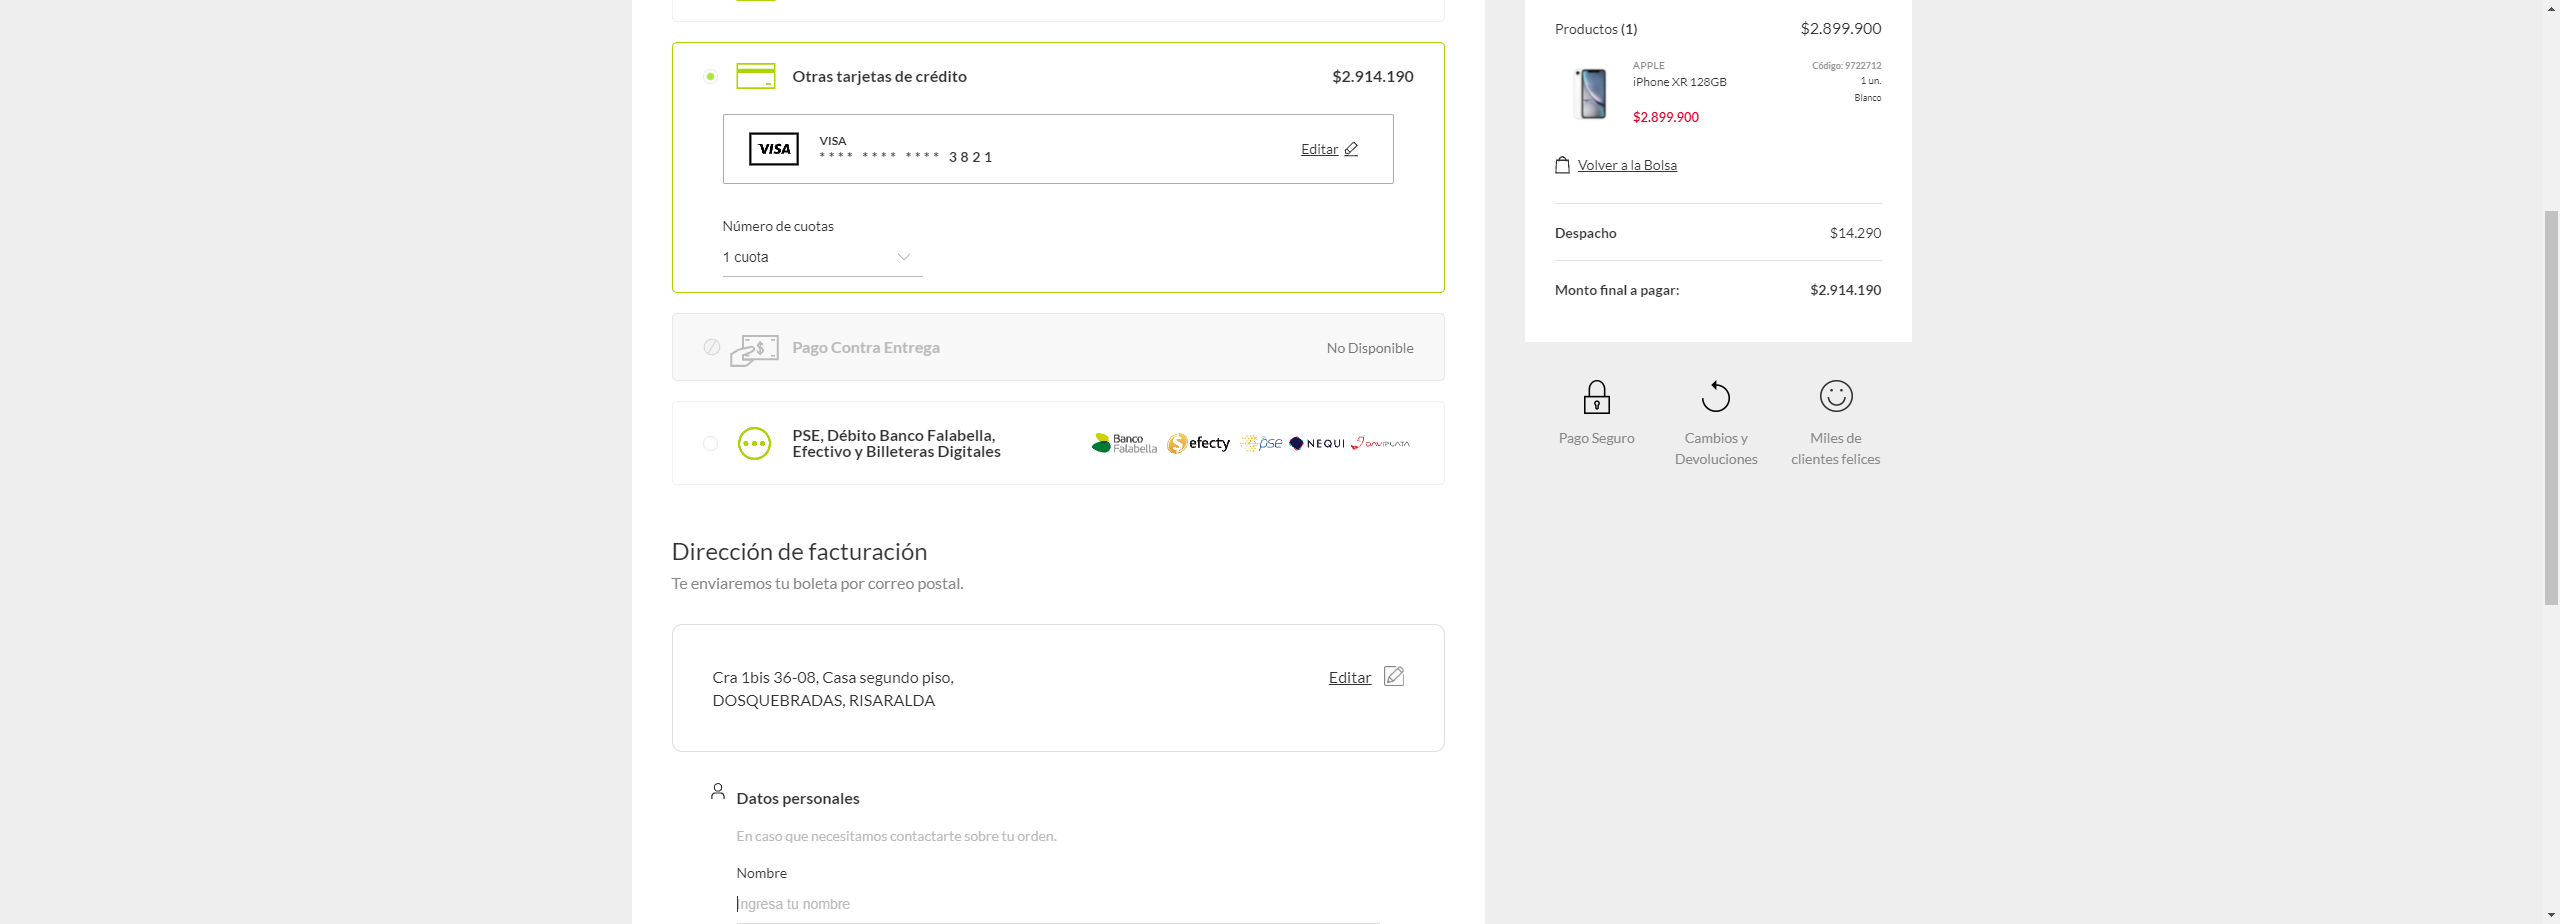 Otras tarjetas de crédito
$2.914.190
VISA
VISA
**** **** **** 3821
Editar
Número de cuotas
1 cuota
Pago Contra Entrega
No Disponible
PSE, Débito Banco Falabella,
Efectivo y Billeteras Digitales
Banco
Falabella
efecty
pse
NEQUI
DAVIPLATA
Dirección de facturación
Te enviaremos tu boleta por correo postal.
Cra 1bis 36-08, Casa segundo piso,
DOSQUEBRADAS, RISARALDA
Editar
Datos personales
En caso que necesitamos contactarte sobre tu orden.
Nombre
Ingresa tu nombre
Productos (1)
$2.899.900
APPLE
Código: 9722712
iPhone XR 128GB
1 un.
Blanco
$2.899.900
Volver a la Bolsa
Despacho
$14.290
Monto final a pagar:
$2.914.190
Pago Seguro
Cambios y
Devoluciones
Miles de
clientes felices